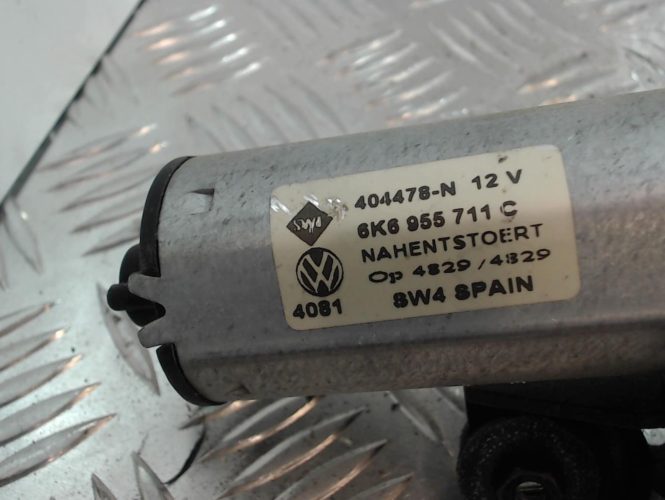 404478-N 12 V
6K6 955 711 C
NAHENTSTOERT
Op 4829 / 4829
4081 SW4 SPAIN